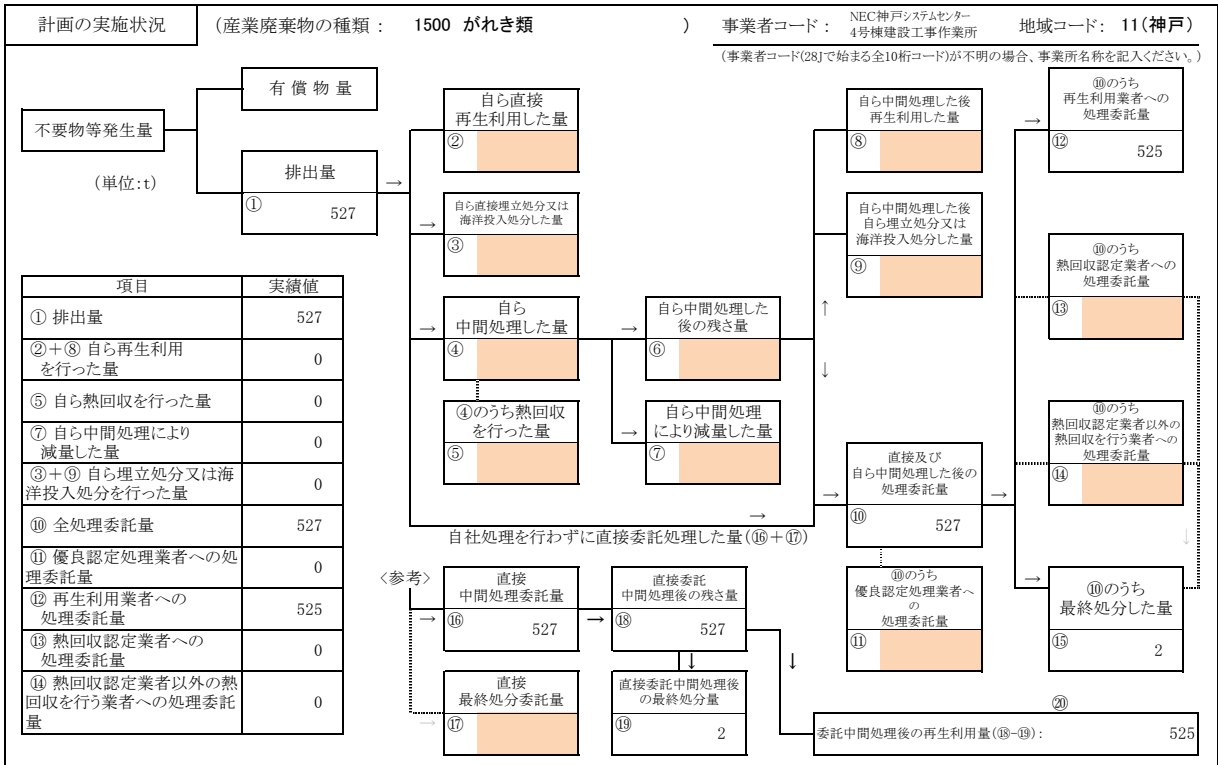 計画の実施状況 (産業廃棄物の種類: 1500 がれき類 ) 事業者コード: NEC神戸システムセンター 4号棟建設工事作業所 地域コード: 11(神戸)
(事業者コード(28Jで始まる全10桁コード)が不明の場合、事業所名称を記入ください。)
不要物等発生量
(単位:t)
有償物量
排出量
→
① 527
自ら直接
再生利用した量
②
→
自ら直接埋立処分又は
海洋投入処分した量
③
→
自ら
中間処理した量
④
④のうち熱回収
を行った量
⑤
→
自ら中間処理した
後の残さ量
⑥
→
自ら中間処理
により減量した量
⑦
自ら中間処理した後
再生利用した量
⑧
自ら中間処理した後
自ら埋立処分又は
海洋投入処分した量
⑨
↑
↓
→
直接及び
自ら中間処理した後の
処理委託量
⑩ 527
→
⑩のうち
優良認定処理業者へ
の
処理委託量
⑪
→
⑩のうち
再生利用業者への
処理委託量
⑫ 525
⑩のうち
熱回収認定業者への
処理委託量
⑬
⑩のうち
熱回収認定業者以外の
熱回収を行う業者への
処理委託量
⑭
↓
→
⑩のうち
最終処分した量
⑮ 2
項目 実績値
① 排出量 527
②+⑧ 自ら再生利用
を行った量 0
⑤ 自ら熱回収を行った量 0
⑦ 自ら中間処理により
減量した量 0
③+⑨ 自ら埋立処分又は海
洋投入処分を行った量 0
⑩ 全処理委託量 527
⑪ 優良認定処理業者への処
理委託量 0
⑫ 再生利用業者への
処理委託量 525
⑬ 熱回収認定業者への
処理委託量 0
⑭ 熱回収認定業者以外の熱
回収を行う業者への処理委託
量 0
→
自社処理を行わずに直接委託処理した量(⑯+⑰)
〈参考〉
→
直接
中間処理委託量
⑯ 527
→
直接委託
中間処理後の残さ量
⑱ 527
↓
↓
→
直接
最終処分委託量
⑰
直接委託中間処理後
の最終処分量
⑲ 2
⑳
委託中間処理後の再生利用量(⑱-⑲): 525